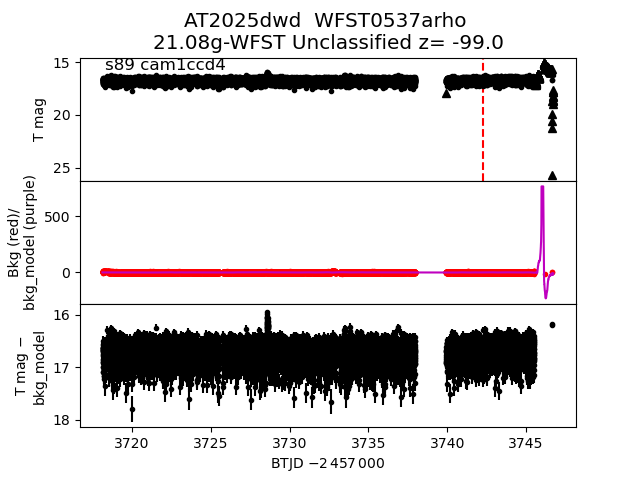 AT2025dwd  WFST0537arho
21.08g-WFST Unclassified z= -99.0
s89 cam1ccd4
15
20
25
T mag
500
0
Bkg (red)/
bkg_model (purple)
16
17
18
T mag −
bkg_model
3720 3725 3730 3735 3740 3745
BTJD −2 457 000